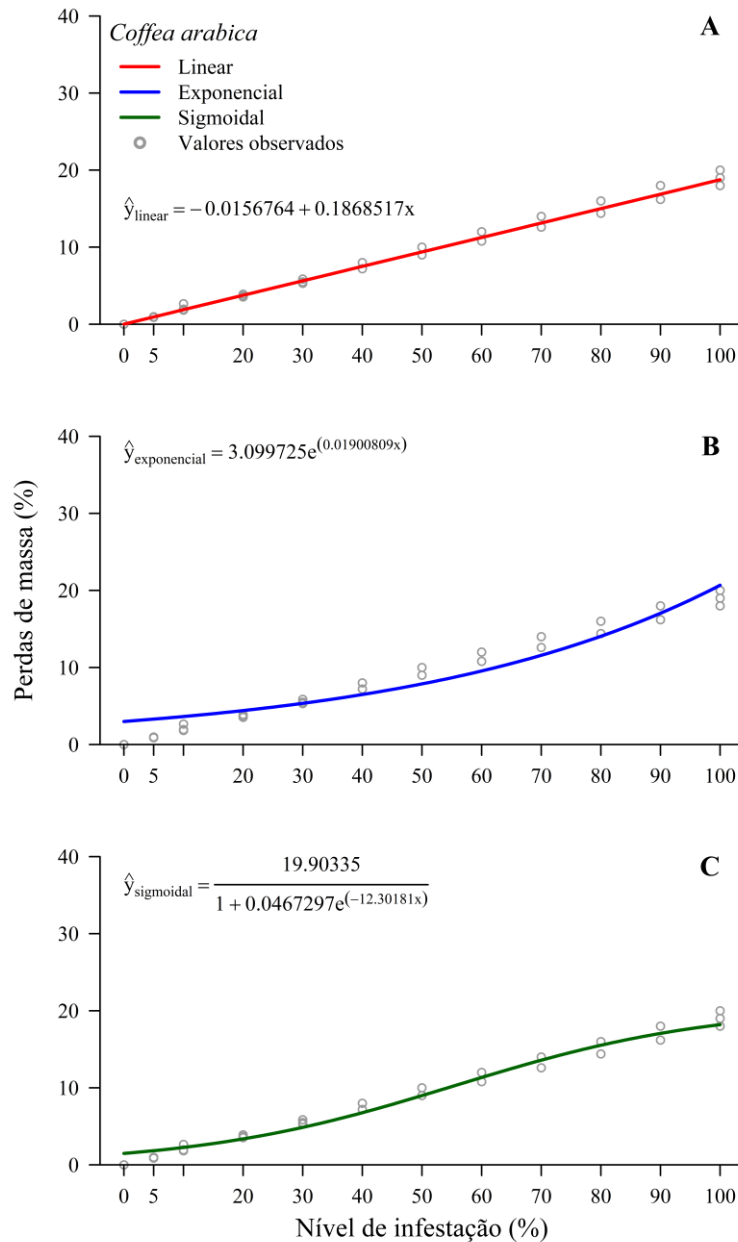 40
30
20
10
0
Coffea arabica
A
Linear
Exponencial
Sigmoidal
Valores observados
ŷlinear = −0.0156764 + 0.1868517x
0 5 20 30 40 50 60 70 80 90 100
Perdas de massa (%)
40
30
20
10
0
ŷexponencial = 3.099725e(0.01900809x)
B
0 5 20 30 40 50 60 70 80 90 100
40
30
20
10
0
ŷsigmoidal =
19.90335
1 + 0.0467297e(−12.30181x)
C
0 5 20 30 40 50 60 70 80 90 100
Nível de infestação (%)